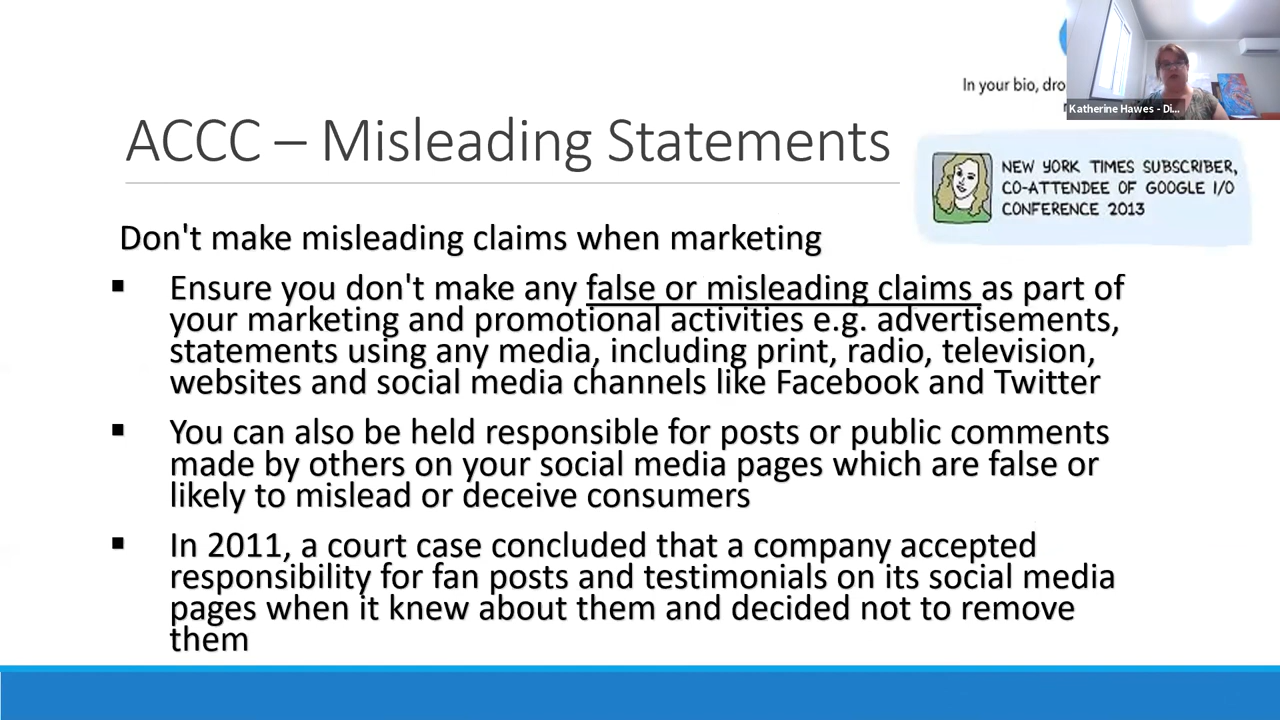 In your bio, dro
Katherine Hawes - Di...
ACCC – Misleading Statements
NEW YORK TIMES SUBSCRIBER,
CO-ATTENDEE OF GOOGLE I/O
CONFERENCE 2013
Don't make misleading claims when marketing
▪ Ensure you don't make any false or misleading claims as part of
your marketing and promotional activities e.g. advertisements,
statements using any media, including print, radio, television,
websites and social media channels like Facebook and Twitter
▪ You can also be held responsible for posts or public comments
made by others on your social media pages which are false or
likely to mislead or deceive consumers
▪ In 2011, a court case concluded that a company accepted
responsibility for fan posts and testimonials on its social media
pages when it knew about them and decided not to remove
them